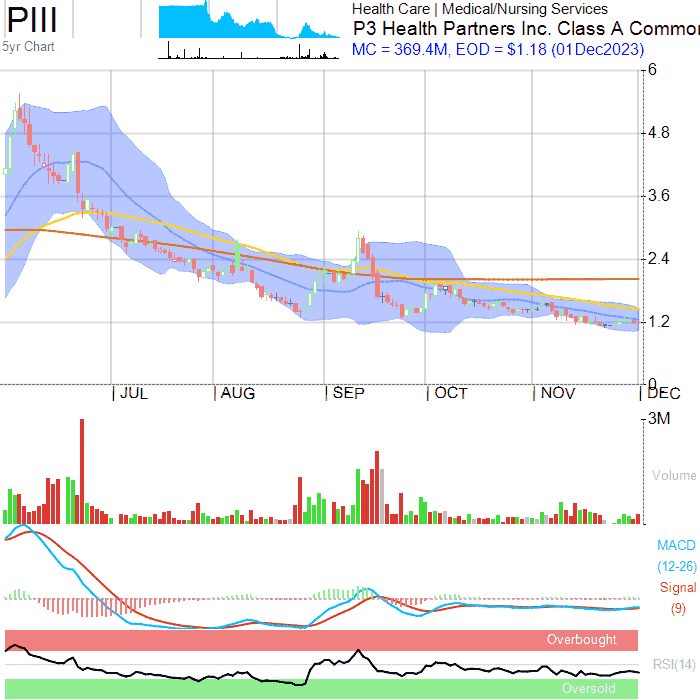 PIII
5yr Chart
Health Care | Medical/Nursing Services
P3 Health Partners Inc. Class A Common
MC = 369.4M, EOD = $1.18 (01Dec2023)
6
4.8
3.6
2.4
1.2
0
JUL AUG SEP OCT NOV DEC
3M
Volume
MACD
(12-26)
Signal
(9)
Overbought
RSI(14)
Oversold